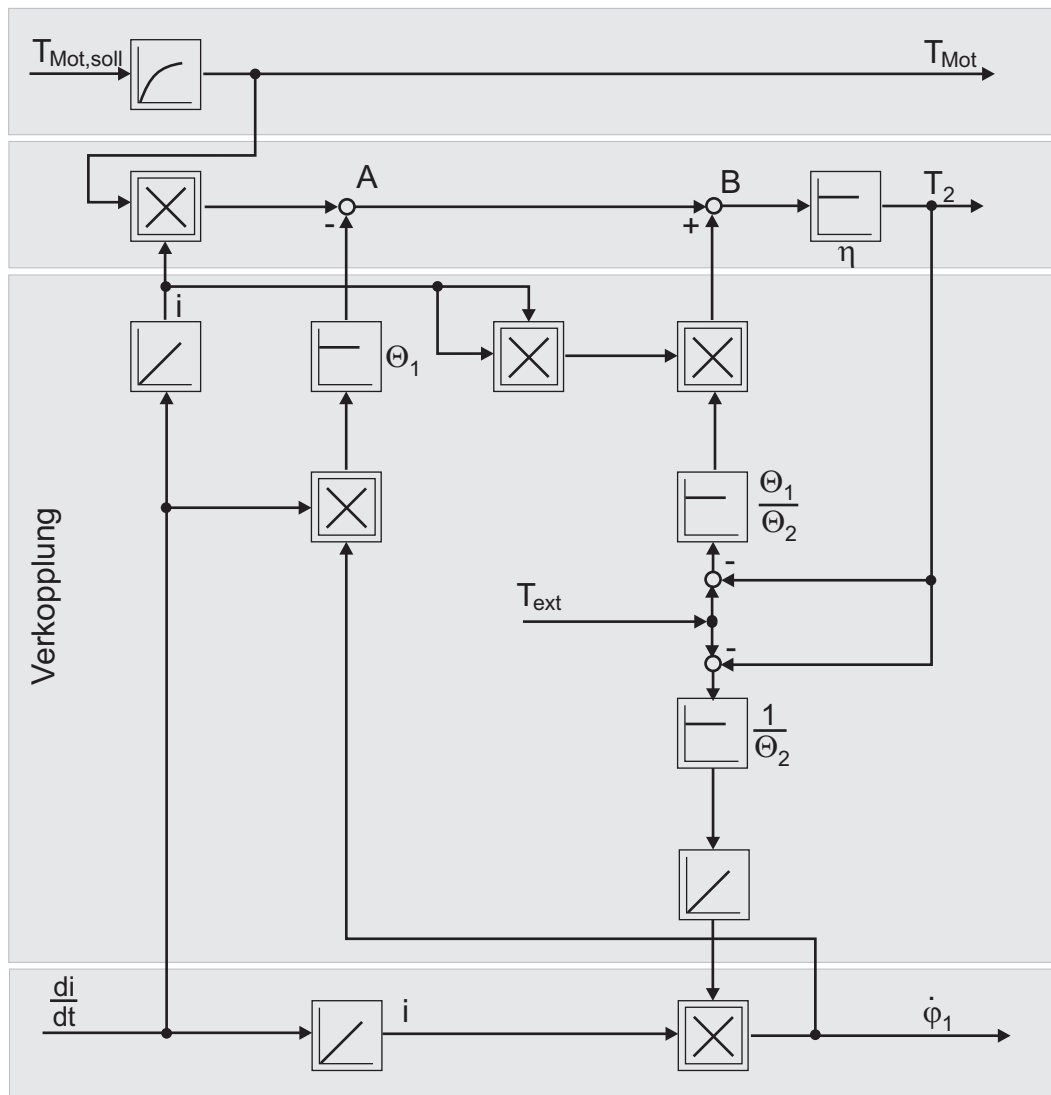 T_Mot,soll
T_Mot
A
B
T_2
-
+
η
i
Θ_1
Θ_1
Θ_2
-
T_ext
-
1
Θ_2
Verkopplung
di
dt
i
φ̇_1